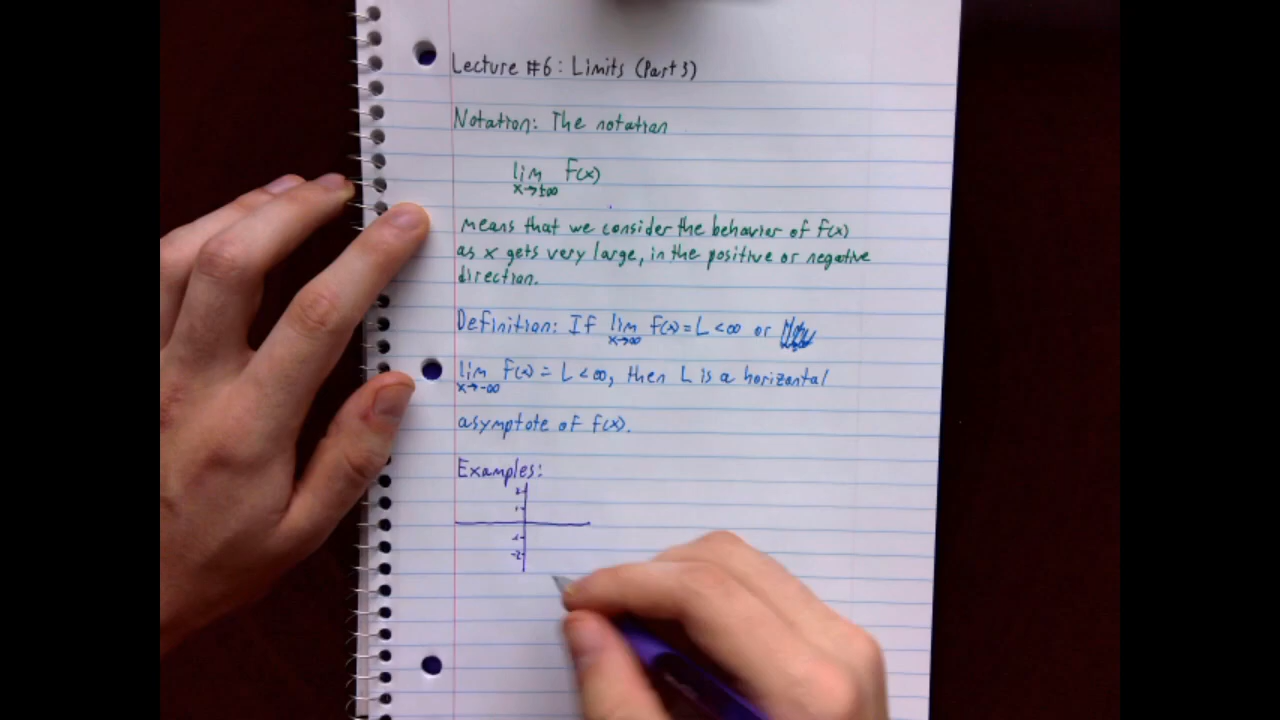 Lecture #6: Limits (Part 3)
Notation: The notation
lim f(x)
x→±∞
means that we consider the behavior of f(x)
as x gets very large, in the positive or negative
direction.
Definition: If lim f(x) = L < ∞ or
x→∞
lim f(x) = L < ∞, then L is a horizontal
x→-∞
asymptote of f(x).
Examples:
2
1
-1
-2